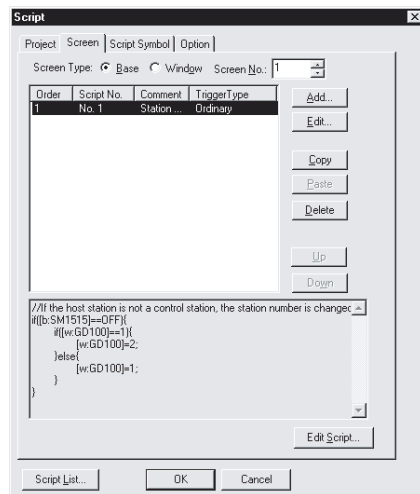 Script
Project Screen Script Symbol Option
Screen Type: Base Window Screen No.: 1
Order Script No. Comment TriggerType
1 No. 1 Station ... Ordinary
Add...
Edit...
Copy
Paste
Delete
Up
Down
//If the host station is not a control station, the station number is changed
if([b:SM1515]==OFF){
if([w:GD100]==1){
[w:GD100]=2;
}else{
[w:GD100]=1;
}
}
Edit Script...
Script List... OK Cancel